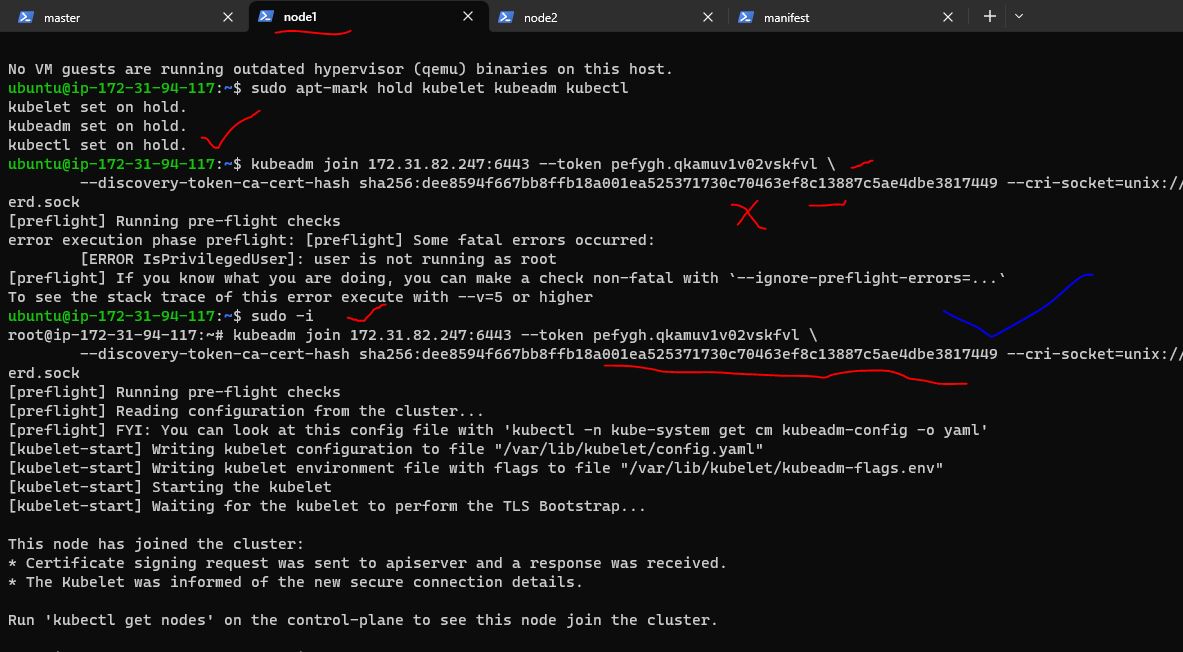 master
node1
node2
manifest
No VM guests are running outdated hypervisor (qemu) binaries on this host.
ubuntu@ip-172-31-94-117:~$ sudo apt-mark hold kubelet kubeadm kubectl
kubelet set on hold.
kubeadm set on hold.
kubectl set on hold.
ubuntu@ip-172-31-94-117:~$ kubeadm join 172.31.82.247:6443 --token pefygh.qkamuv1v02vskfvl \
--discovery-token-ca-cert-hash sha256:dee8594f667bb8ffb18a001ea525371730c70463ef8c13887c5ae4dbe3817449 --cri-socket=unix://
erd.sock
[preflight] Running pre-flight checks
error execution phase preflight: [preflight] Some fatal errors occurred:
[ERROR IsPrivilegedUser]: user is not running as root
[preflight] If you know what you are doing, you can make a check non-fatal with `--ignore-preflight-errors=...`
To see the stack trace of this error execute with --v=5 or higher
ubuntu@ip-172-31-94-117:~$ sudo -i
root@ip-172-31-94-117:~# kubeadm join 172.31.82.247:6443 --token pefygh.qkamuv1v02vskfvl \
--discovery-token-ca-cert-hash sha256:dee8594f667bb8ffb18a001ea525371730c70463ef8c13887c5ae4dbe3817449 --cri-socket=unix://
erd.sock
[preflight] Running pre-flight checks
[preflight] Reading configuration from the cluster...
[preflight] FYI: You can look at this config file with 'kubectl -n kube-system get cm kubeadm-config -o yaml'
[kubelet-start] Writing kubelet configuration to file "/var/lib/kubelet/config.yaml"
[kubelet-start] Writing kubelet environment file with flags to file "/var/lib/kubelet/kubeadm-flags.env"
[kubelet-start] Starting the kubelet
[kubelet-start] Waiting for the kubelet to perform the TLS Bootstrap...
This node has joined the cluster:
* Certificate signing request was sent to apiserver and a response was received.
* The Kubelet was informed of the new secure connection details.
Run 'kubectl get nodes' on the control-plane to see this node join the cluster.